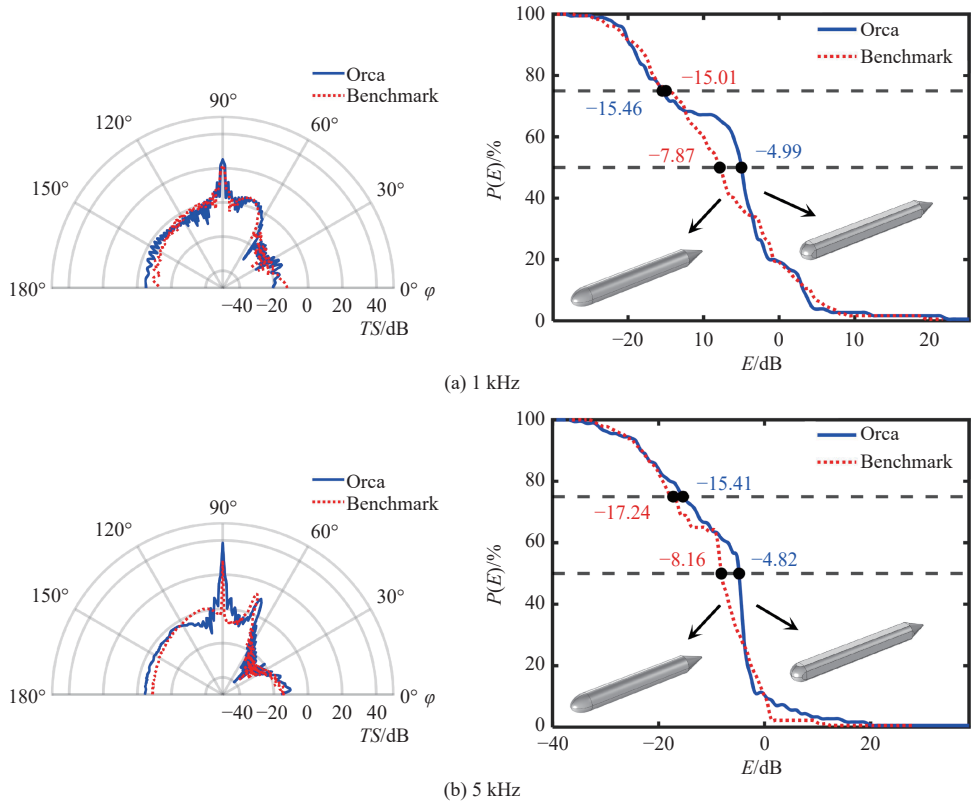 Orca
Benchmark
90°
120°
60°
150°
30°
180°
0° φ
−40 −20 0 20 40
TS/dB
100
80
60
40
20
0
P(E)/%
Orca
Benchmark
−15.01
−15.46
−7.87
−4.99
−20 −10 0 10 20
E/dB
(a) 1 kHz
Orca
Benchmark
90°
120°
60°
150°
30°
180°
0° φ
−40 −20 0 20 40
TS/dB
100
80
60
40
20
0
P(E)/%
Orca
Benchmark
−15.41
−17.24
−8.16
−4.82
−40 −20 0 20
E/dB
(b) 5 kHz